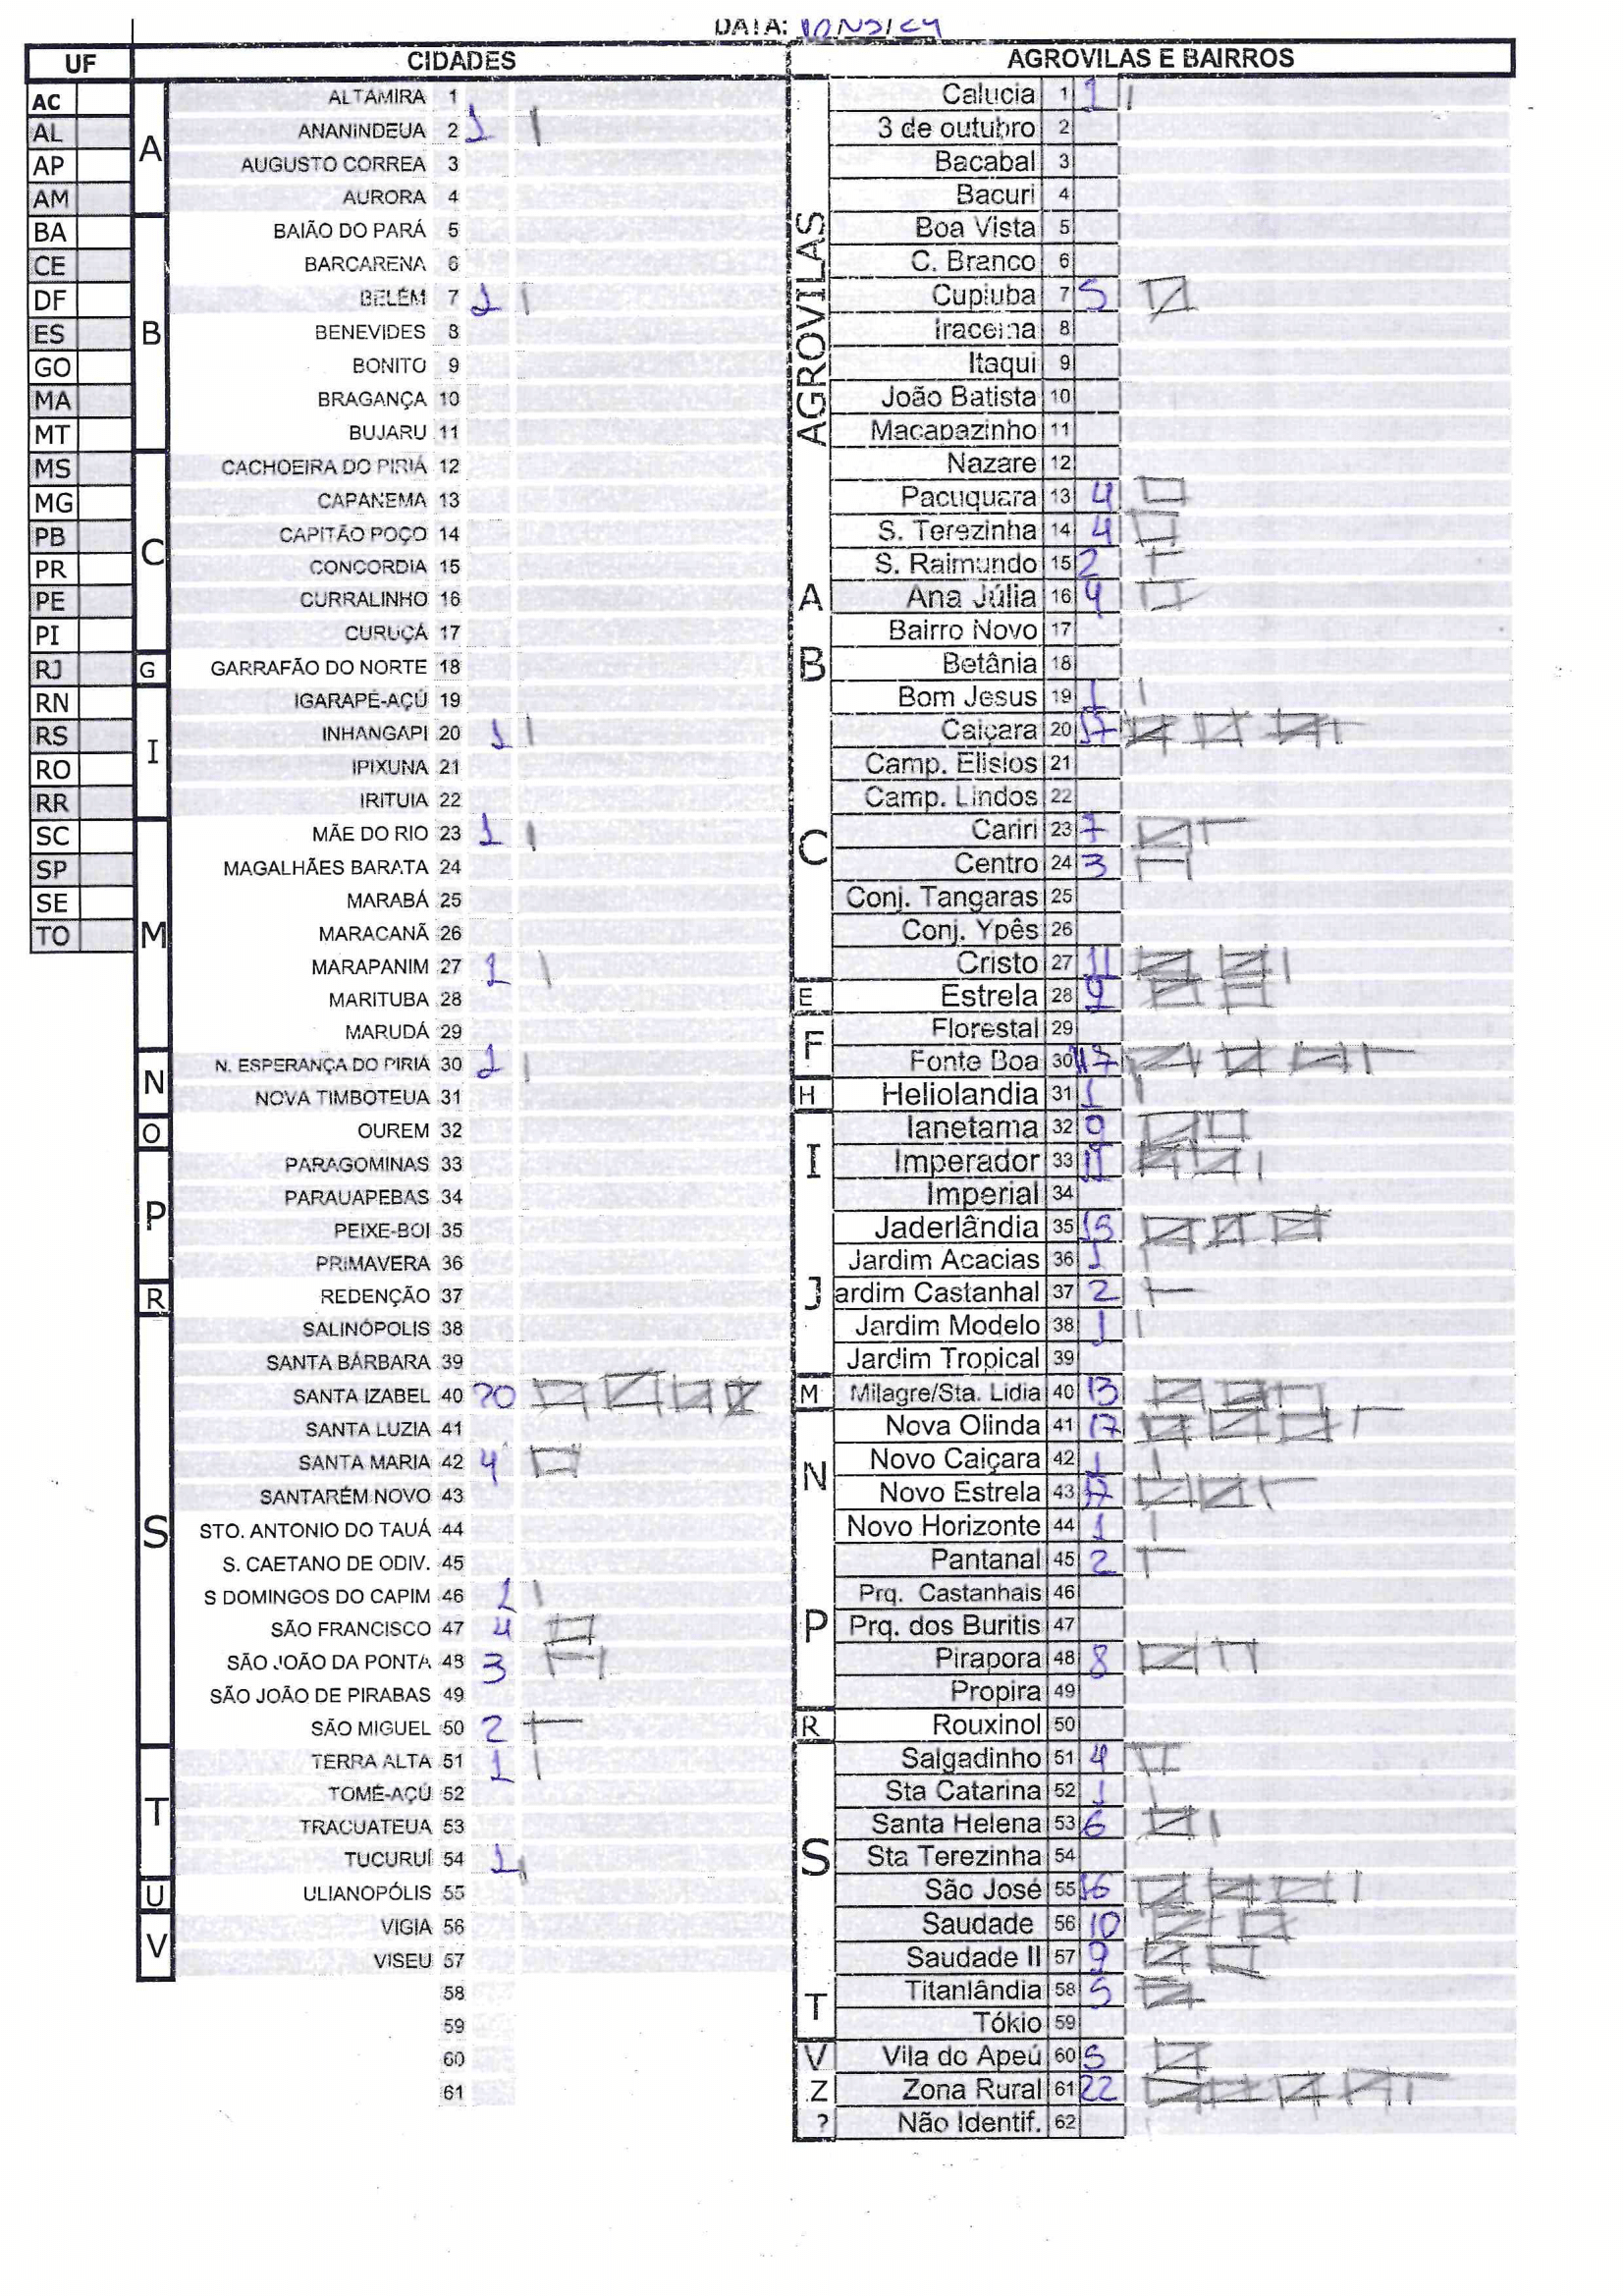 DATA: 10/05/24
UF CIDADES AGROVILAS E BAIRROS
AC
AL
AP
AM
BA
CE
DF
ES
GO
MA
MT
MS
MG
PB
PR
PE
PI
RJ
RN
RS
RO
RR
SC
SP
SE
TO
A
ALTAMIRA 1
ANANINDEUA 2 1
AUGUSTO CORREA 3
AURORA 4
B
BAIÃO DO PARÁ 5
BARCARENA 6
BELÉM 7 1
BENEVIDES 8
BONITO 9
BRAGANÇA 10
BUJARU 11
C
CACHOEIRA DO PIRIÁ 12
CAPANEMA 13
CAPITÃO POÇO 14
CONCORDIA 15
CURRALINHO 16
CURUÇÁ 17
G
GARRAFÃO DO NORTE 18
I
IGARAPÉ-AÇÚ 19
INHANGAPI 20 1
IPIXUNA 21
IRITUIA 22
M
MÃE DO RIO 23 1
MAGALHÃES BARATA 24
MARABÁ 25
MARACANÃ 26
MARAPANIM 27 1
MARITUBA 28
MARUDÁ 29
N
N. ESPERANÇA DO PIRIÁ 30 1
NOVA TIMBOTEUA 31
O
OUREM 32
P
PARAGOMINAS 33
PARAUAPEBAS 34
PEIXE-BOI 35
PRIMAVERA 36
R
REDENÇÃO 37
S
SALINÓPOLIS 38
SANTA BÁRBARA 39
SANTA IZABEL 40 20
SANTA LUZIA 41
SANTA MARIA 42 4
SANTARÉM NOVO 43
STO. ANTONIO DO TAUÁ 44
S. CAETANO DE ODIV. 45
S DOMINGOS DO CAPIM 46 1
SÃO FRANCISCO 47 4
SÃO JOÃO DA PONTA 48 3
SÃO JOÃO DE PIRABAS 49
SÃO MIGUEL 50 2
T
TERRA ALTA 51 1
TOMÉ-AÇÚ 52
TRACUATEUA 53
TUCURUÍ 54 1
U
ULIANOPÓLIS 55
V
VIGIA 56
VISEU 57
58
59
60
61
AGROVILAS
Calucia 1 1
3 de outubro 2
Bacabal 3
Bacuri 4
Boa Vista 5
C. Branco 6
Cupiuba 7 5
Iracema 8
Itaqui 9
João Batista 10
Macapazinho 11
Nazare 12
Pacuquara 13 4
S. Terezinha 14 4
S. Raimundo 15 2
A
Ana Júlia 16 4
B
Bairro Novo 17
Betânia 18
Bom Jesus 19 1
C
Caiçara 20 17
Camp. Elisios 21
Camp. Lindos 22
Cariri 23 7
Centro 24 3
Conj. Tangaras 25
Conj. Ypês 26
Cristo 27 11
E
Estrela 28 9
F
Florestal 29
Fonte Boa 30 17
H
Heliolandia 31 1
I
Ianetama 32 9
Imperador 33 11
Imperial 34
J
Jaderlândia 35 15
Jardim Acacias 36 1
ardim Castanhal 37 2
Jardim Modelo 38 1
Jardim Tropical 39
M
Milagre/Sta. Lidia 40 13
N
Nova Olinda 41 17
Novo Caiçara 42 1
Novo Estrela 43
Novo Horizonte 44 1
P
Pantanal 45 2
Prq. Castanhais 46
Prq. dos Buritis 47
Pirapora 48 8
Propira 49
R
Rouxinol 50
S
Salgadinho 51 4
Sta Catarina 52 1
Santa Helena 53 6
Sta Terezinha 54
São José 55 16
Saudade 56 10
Saudade II 57 9
T
Titanlândia 58 5
Tókio 59
V
Vila do Apeú 60 5
Z
Zona Rural 61 22
?
Não Identif. 62